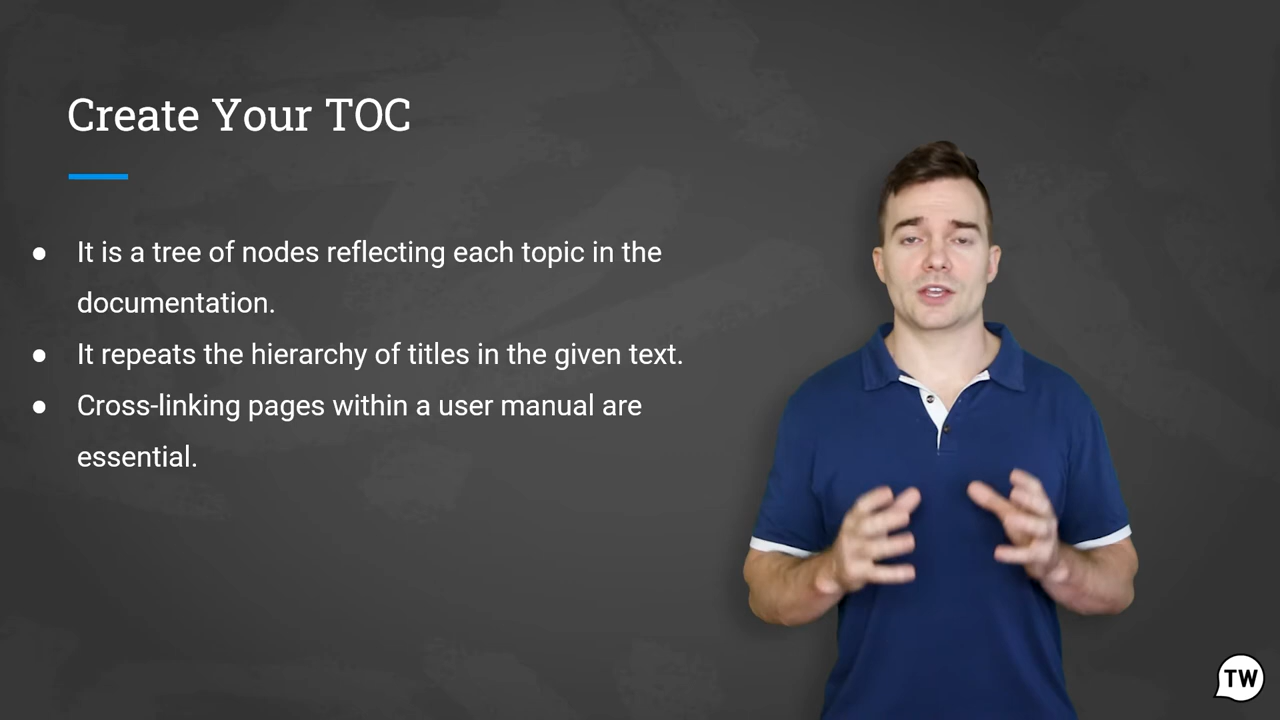 Create Your TOC
● It is a tree of nodes reflecting each topic in the
documentation.
● It repeats the hierarchy of titles in the given text.
● Cross-linking pages within a user manual are
essential.
TW